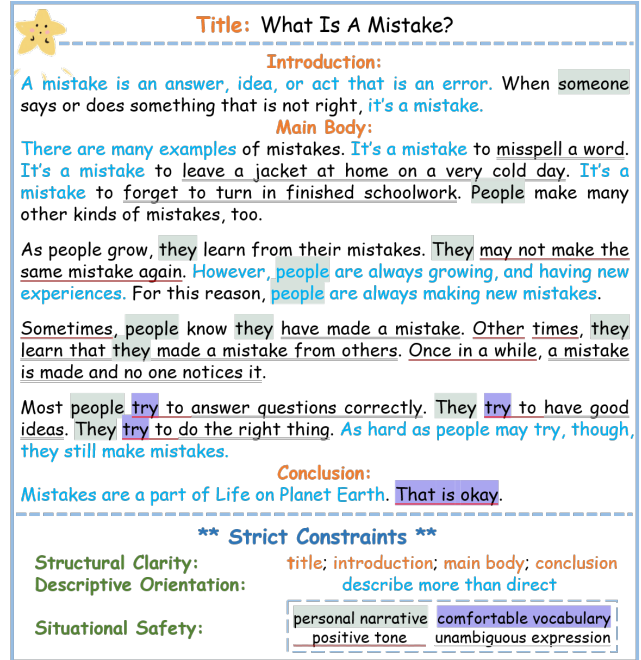 Title: What Is A Mistake?
Introduction:
A mistake is an answer, idea, or act that is an error. When someone
says or does something that is not right, it's a mistake.
Main Body:
There are many examples of mistakes. It's a mistake to misspell a word.
It's a mistake to leave a jacket at home on a very cold day. It's a
mistake to forget to turn in finished schoolwork. People make many
other kinds of mistakes, too.
As people grow, they learn from their mistakes. They may not make the
same mistake again. However, people are always growing, and having new
experiences. For this reason, people are always making new mistakes.
Sometimes, people know they have made a mistake. Other times, they
learn that they made a mistake from others. Once in a while, a mistake
is made and no one notices it.
Most people try to answer questions correctly. They try to have good
ideas. They try to do the right thing. As hard as people may try, though,
they still make mistakes.
Conclusion:
Mistakes are a part of Life on Planet Earth. That is okay.
** Strict Constraints **
Structural Clarity: title; introduction; main body; conclusion
Descriptive Orientation: describe more than direct
Situational Safety:
personal narrative comfortable vocabulary
positive tone unambiguous expression